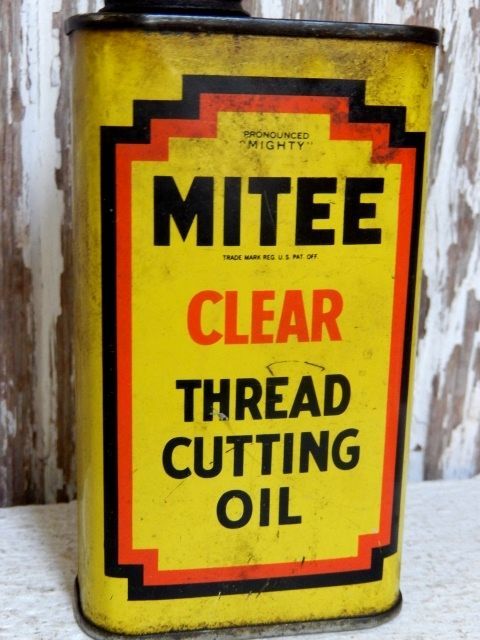 PRONOUNCED
"MIGHTY"
MITEE
TRADE MARK REG. U.S. PAT. OFF.
CLEAR
THREAD
CUTTING
OIL